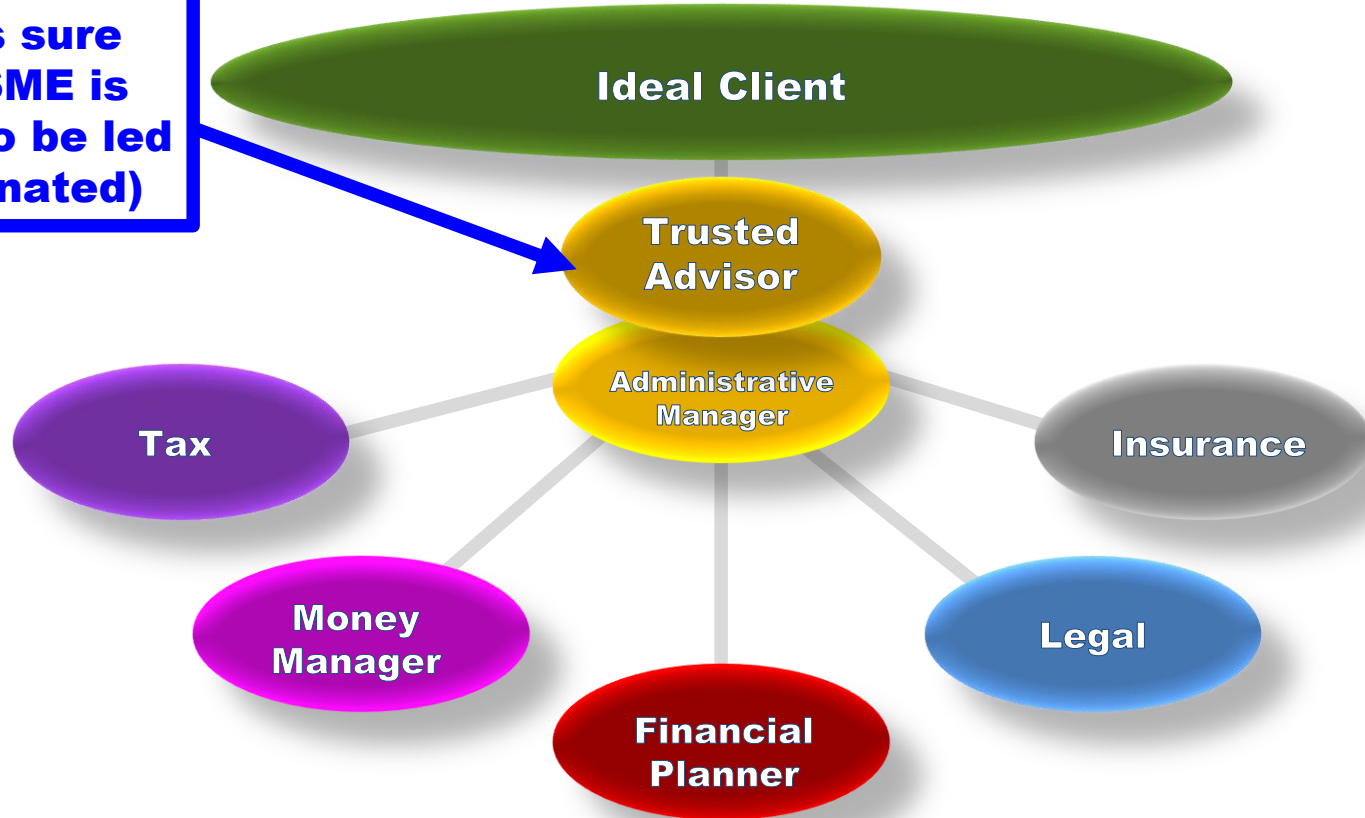 s sure
SME is
o be led
nated)
Ideal Client
Trusted
Advisor
Administrative
Manager
Tax
Insurance
Money
Manager
Legal
Financial
Planner